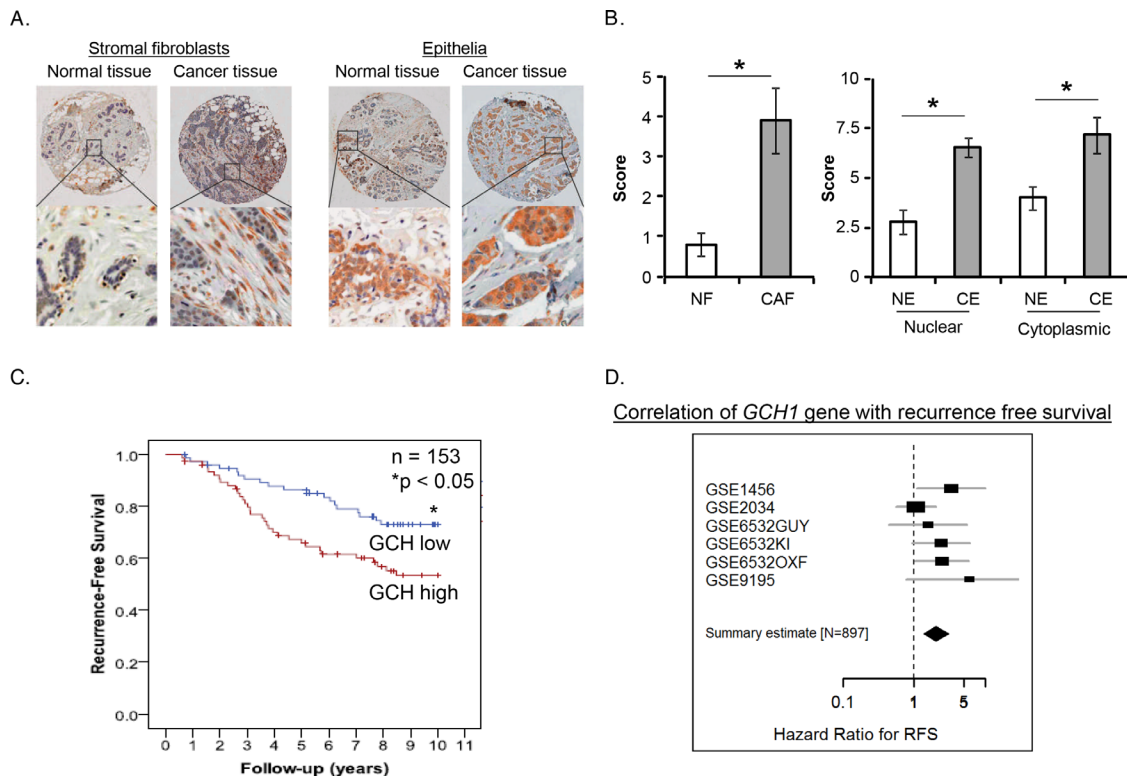 A.
Stromal fibroblasts
Epithelia
Normal tissue
Cancer tissue
Normal tissue
Cancer tissue
B.
Score
5
4
3
2
1
0
*
NF
CAF
Score
10
7.5
5
2.5
0
*
*
NE
CE
NE
CE
Nuclear
Cytoplasmic
C.
Recurrence-Free Survival
1.0
0.8
0.6
0.4
0.2
0.0
n = 153
*p < 0.05
*
GCH low
GCH high
0 1 2 3 4 5 6 7 8 9 10 11
Follow-up (years)
D.
Correlation of GCH1 gene with recurrence free survival
GSE1456
GSE2034
GSE6532GUY
GSE6532KI
GSE6532OXF
GSE9195
Summary estimate [N=897]
0.1 1 5
Hazard Ratio for RFS